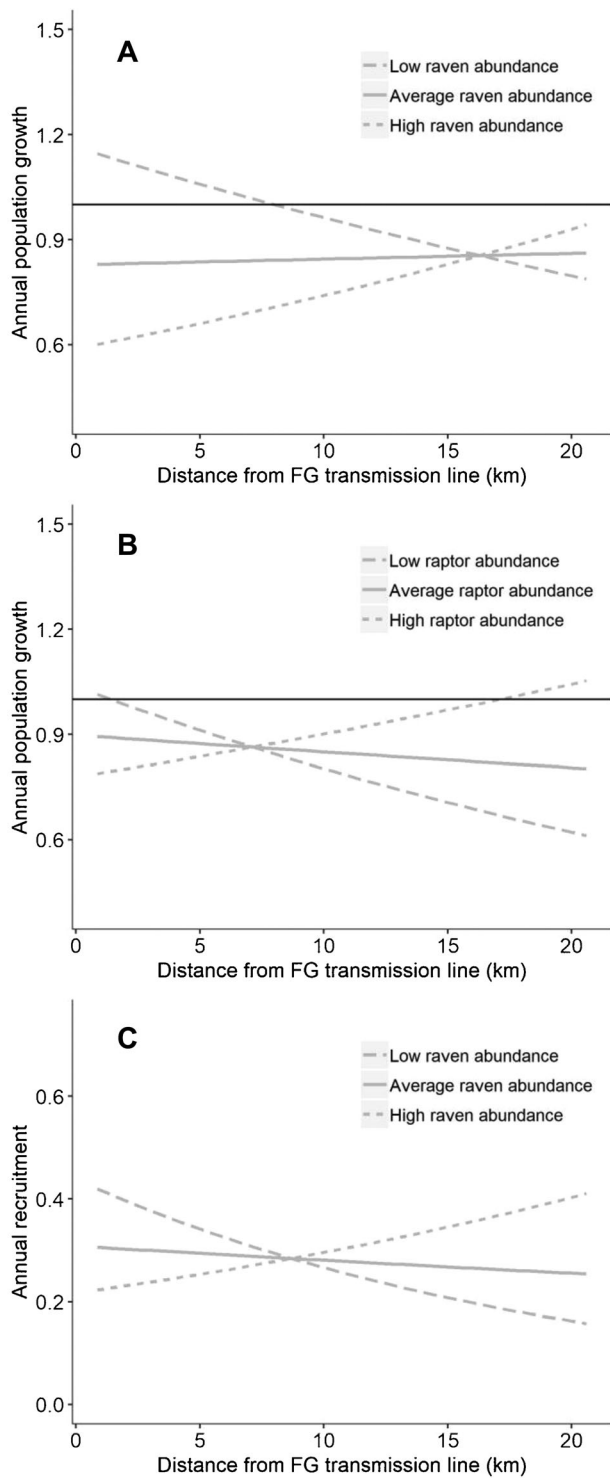 A
1.5
1.2
0.9
0.6
Annual population growth
Low raven abundance
Average raven abundance
High raven abundance
0 5 10 15 20
Distance from FG transmission line (km)
B
1.5
1.2
0.9
0.6
Annual population growth
Low raptor abundance
Average raptor abundance
High raptor abundance
0 5 10 15 20
Distance from FG transmission line (km)
C
0.6
0.4
0.2
0.0
Annual recruitment
Low raven abundance
Average raven abundance
High raven abundance
0 5 10 15 20
Distance from FG transmission line (km)